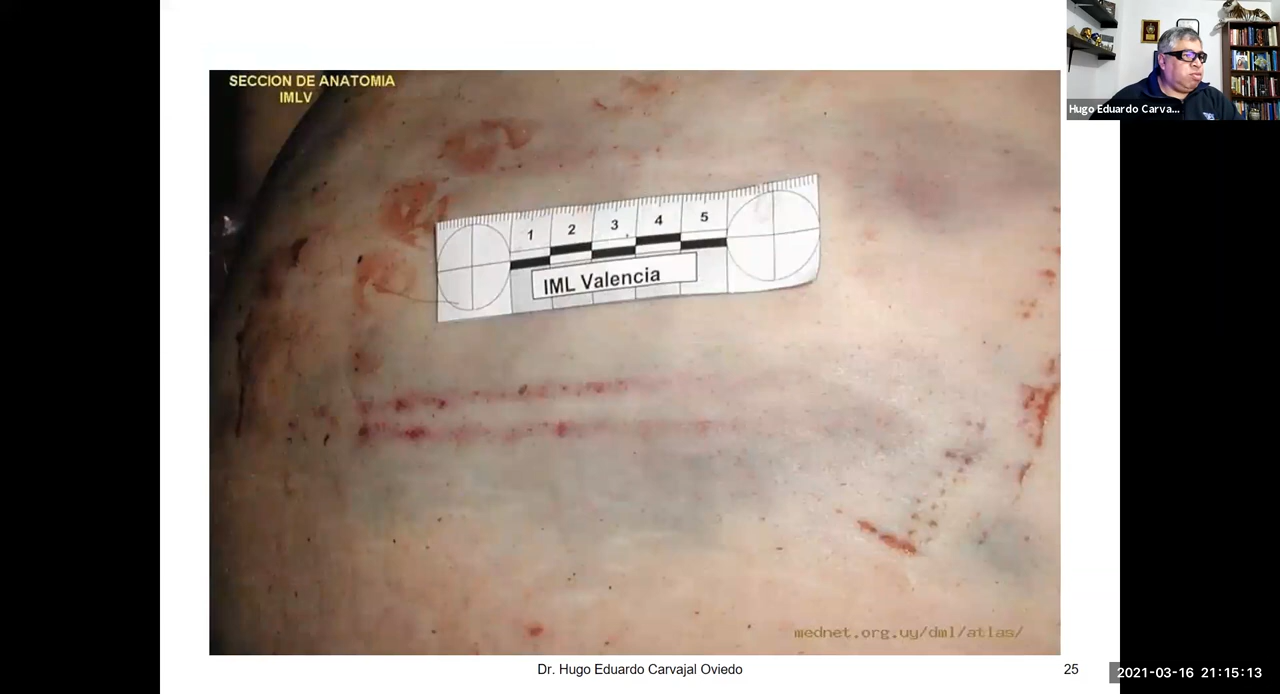 SECCION DE ANATOMIA
IMLV
Hugo Eduardo Carva...
1 2 3 4 5
IML Valencia
mednet.org.uy/dml/atlas/
Dr. Hugo Eduardo Carvajal Oviedo
25
2021-03-16 21:15:13